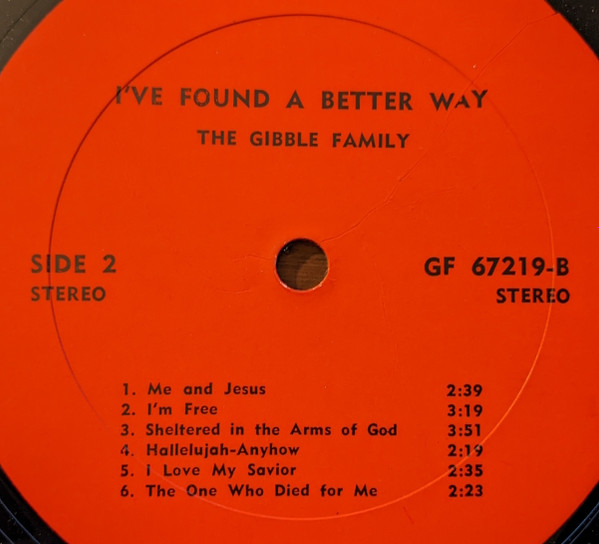 I'VE FOUND A BETTER WAY
THE GIBBLE FAMILY
SIDE 2
STEREO
GF 67219-B
STEREO
1. Me and Jesus 2:39
2. I'm Free 3:19
3. Sheltered in the Arms of God 3:51
4. Hallelujah-Anyhow 2:19
5. I Love My Savior 2:35
6. The One Who Died for Me 2:23